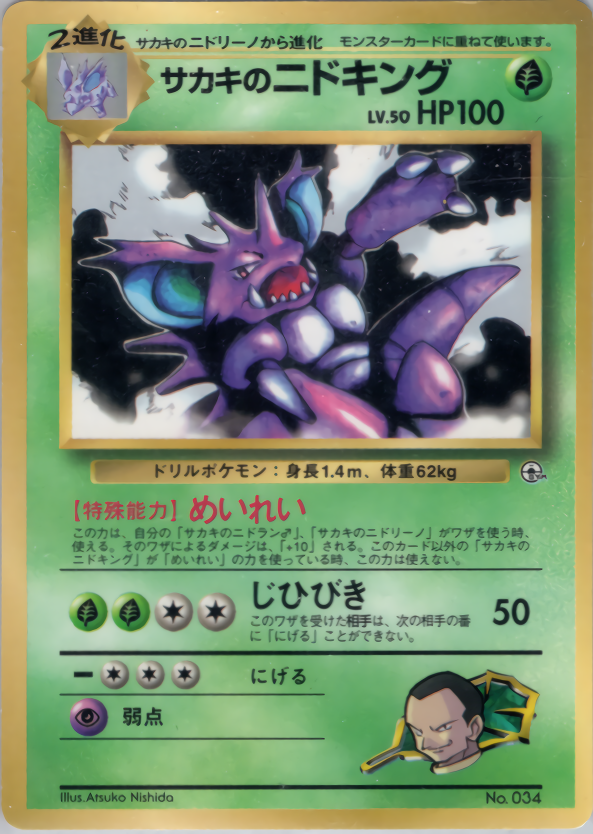 2進化 サカキのニドリーノから進化 モンスターカードに重ねて使います。
サカキのニドキング
LV.50 HP100
ドリルポケモン：身長1.4m、体重62kg
GYM
【特殊能力】めいれい
この力は、自分の「サカキのニドラン♂」、「サカキのニドリーノ」がワザを使う時、
使える。そのワザによるダメージは、「+10」される。このカード以外の「サカキの
ニドキング」が「めいれい」の力を使っている時、この力は使えない。
じひびき 50
このワザを受けた相手は、次の相手の番
に「にげる」ことができない。
− にげる
弱点
Illus.Atsuko Nishida No. 034